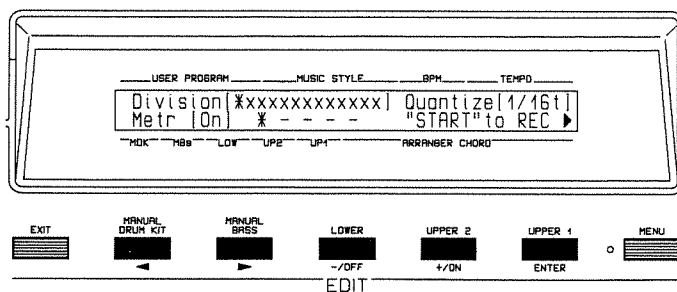 USER PROGRAM MUSIC STYLE BPM TEMPO
Division[*xxxxxxxxxxxx] Quantize[1/16t]
Metr [On] * - - - - "START"to REC ▶
MDK MBs LOW UP2 UP1 ARRANGER CHORD
EXIT MANUAL DRUM KIT MANUAL BASS LOWER UPPER 2 UPPER 1 MENU
◄ ► -/OFF +/ON ENTER
EDIT